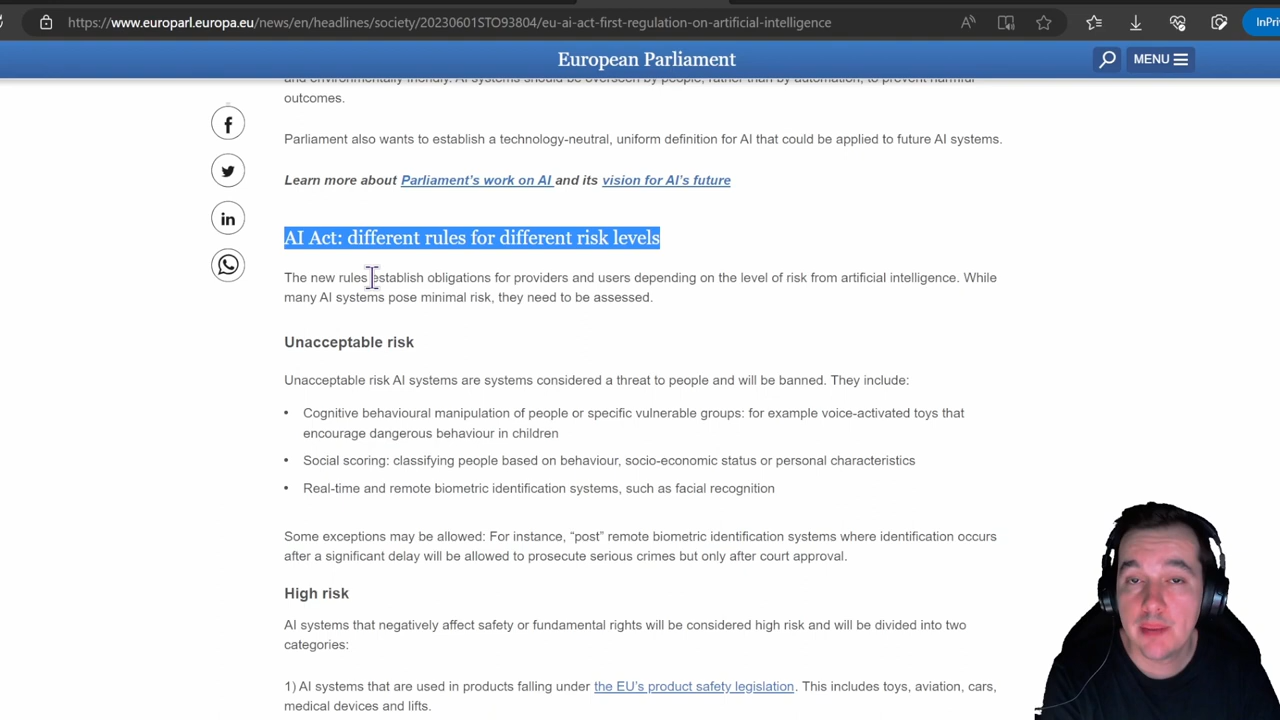 https://www.europarl.europa.eu/news/en/headlines/society/20230601STO93804/eu-ai-act-first-regulation-on-artificial-intelligence
InPriv
European Parliament
MENU
and environmentally friendly. AI systems should be overseen by people, rather than by automation, to prevent harmful
outcomes.
Parliament also wants to establish a technology-neutral, uniform definition for AI that could be applied to future AI systems.
Learn more about Parliament's work on AI and its vision for AI's future
AI Act: different rules for different risk levels
The new rules establish obligations for providers and users depending on the level of risk from artificial intelligence. While
many AI systems pose minimal risk, they need to be assessed.
Unacceptable risk
Unacceptable risk AI systems are systems considered a threat to people and will be banned. They include:
• Cognitive behavioural manipulation of people or specific vulnerable groups: for example voice-activated toys that
encourage dangerous behaviour in children
• Social scoring: classifying people based on behaviour, socio-economic status or personal characteristics
• Real-time and remote biometric identification systems, such as facial recognition
Some exceptions may be allowed: For instance, “post” remote biometric identification systems where identification occurs
after a significant delay will be allowed to prosecute serious crimes but only after court approval.
High risk
AI systems that negatively affect safety or fundamental rights will be considered high risk and will be divided into two
categories:
1) AI systems that are used in products falling under the EU's product safety legislation. This includes toys, aviation, cars,
medical devices and lifts.